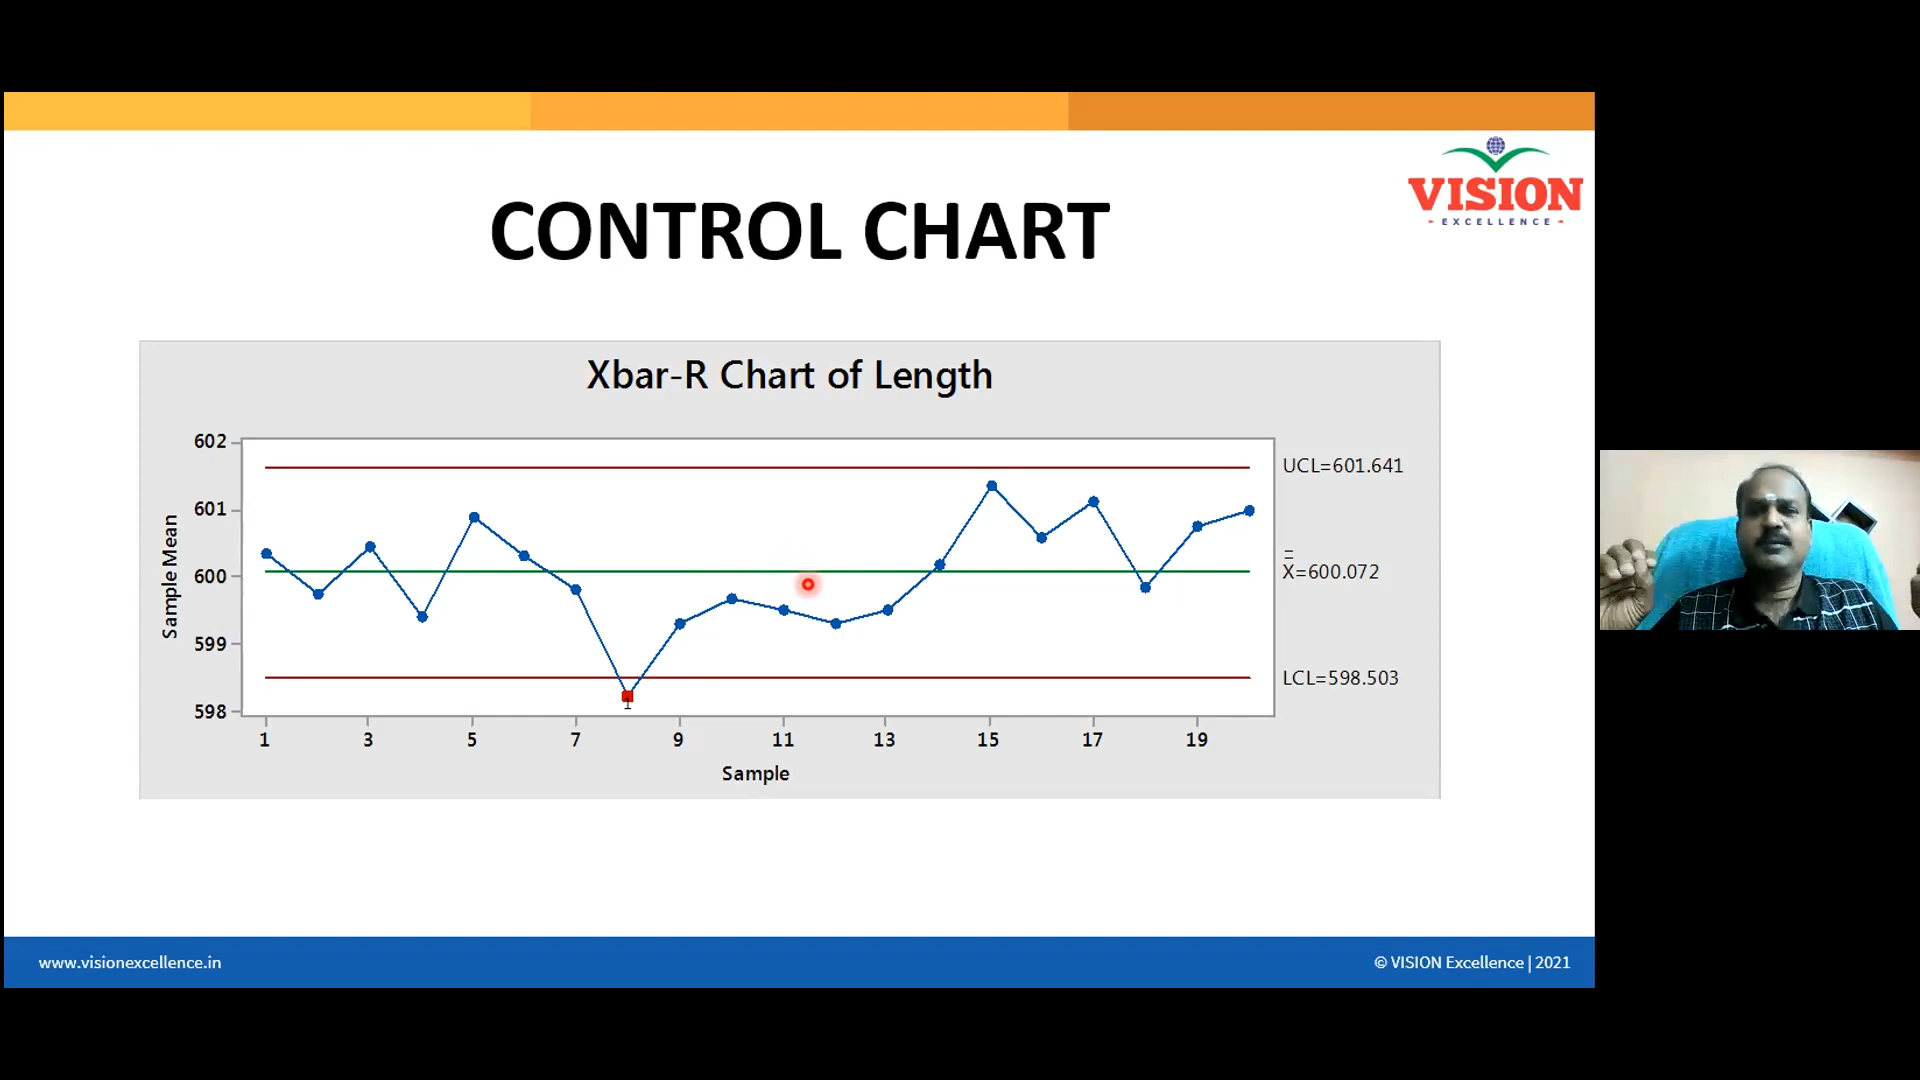 VISION
EXCELLENCE
CONTROL CHART
Xbar-R Chart of Length
Sample Mean
602
601
600
599
598
UCL=601.641
X̿=600.072
LCL=598.503
1
1 3 5 7 9 11 13 15 17 19
Sample
www.visionexcellence.in
© VISION Excellence | 2021